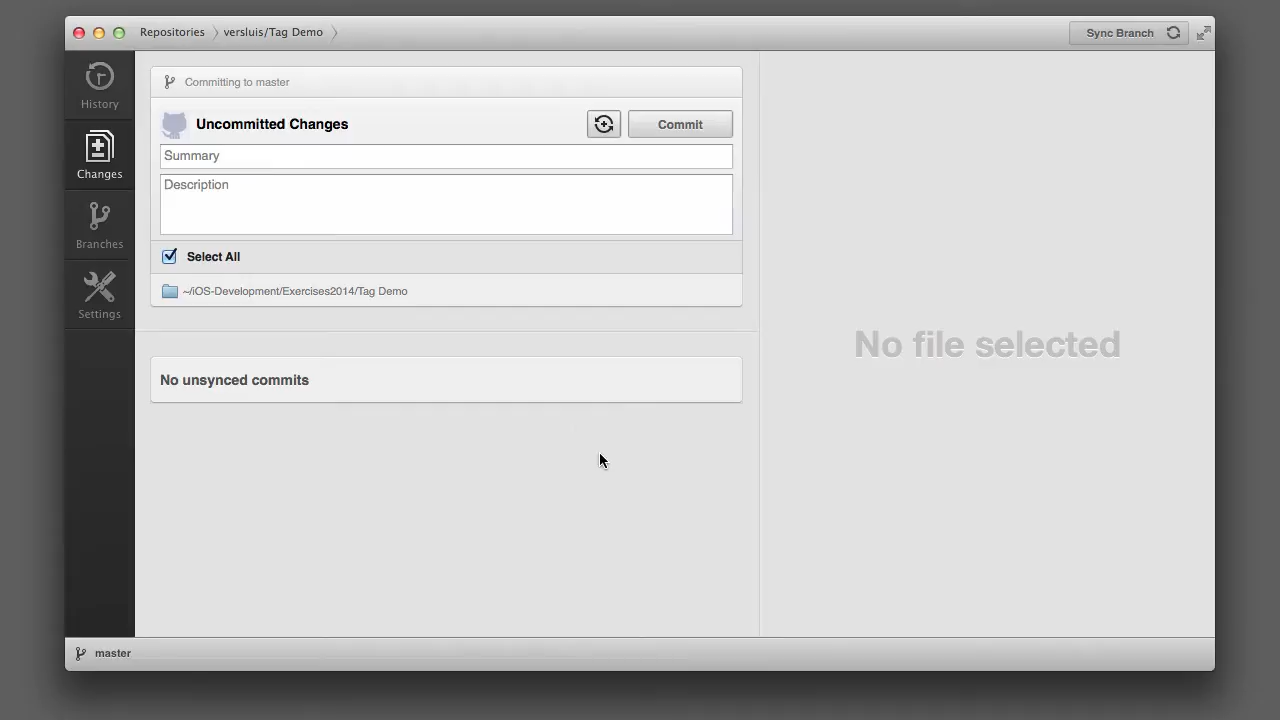 Repositories
versluis/Tag Demo
Sync Branch
History
Changes
Branches
Settings
Committing to master
Uncommitted Changes
Commit
Summary
Description
Select All
~/iOS-Development/Exercises2014/Tag Demo
No unsynced commits
No file selected
master